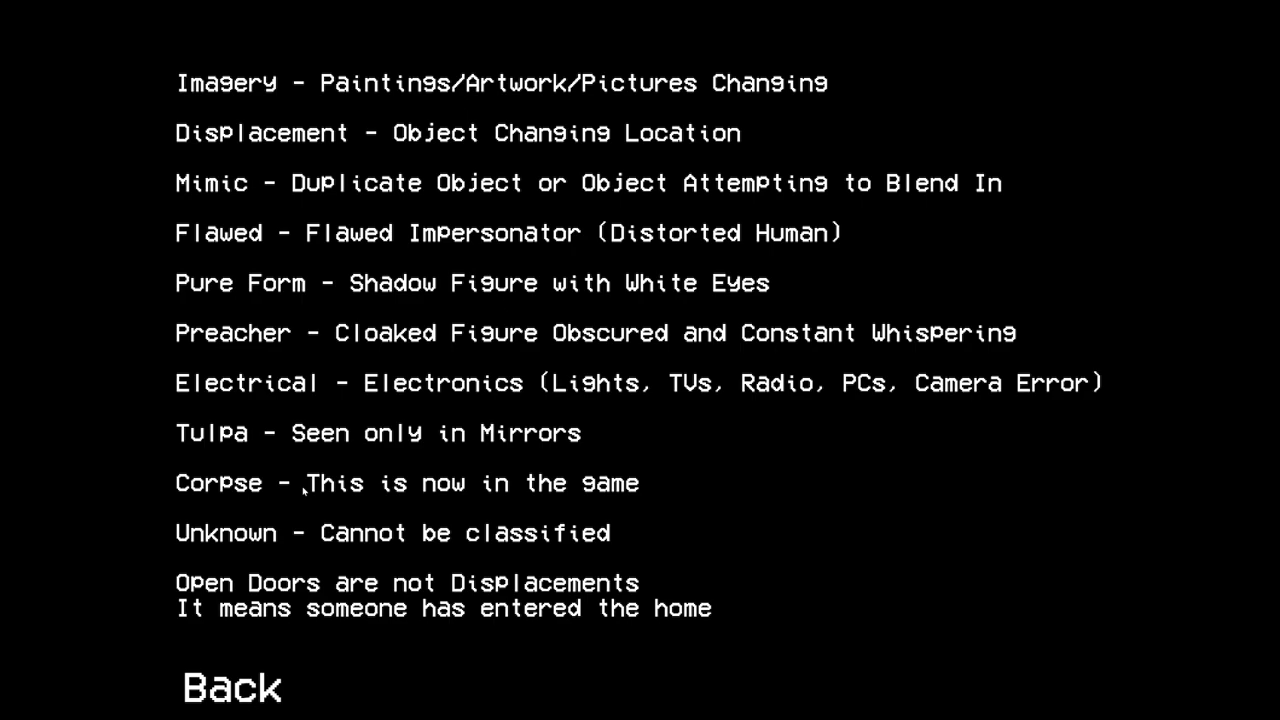 Imagery - Paintings/Artwork/Pictures Changing
Displacement - Object Changing Location
Mimic - Duplicate Object or Object Attempting to Blend In
Flawed - Flawed Impersonator (Distorted Human)
Pure Form - Shadow Figure with White Eyes
Preacher - Cloaked Figure Obscured and Constant Whispering
Electrical - Electronics (Lights, TVs, Radio, PCs, Camera Error)
Tulpa - Seen only in Mirrors
Corpse - This is now in the game
Unknown - Cannot be classified
Open Doors are not Displacements
It means someone has entered the home
Back